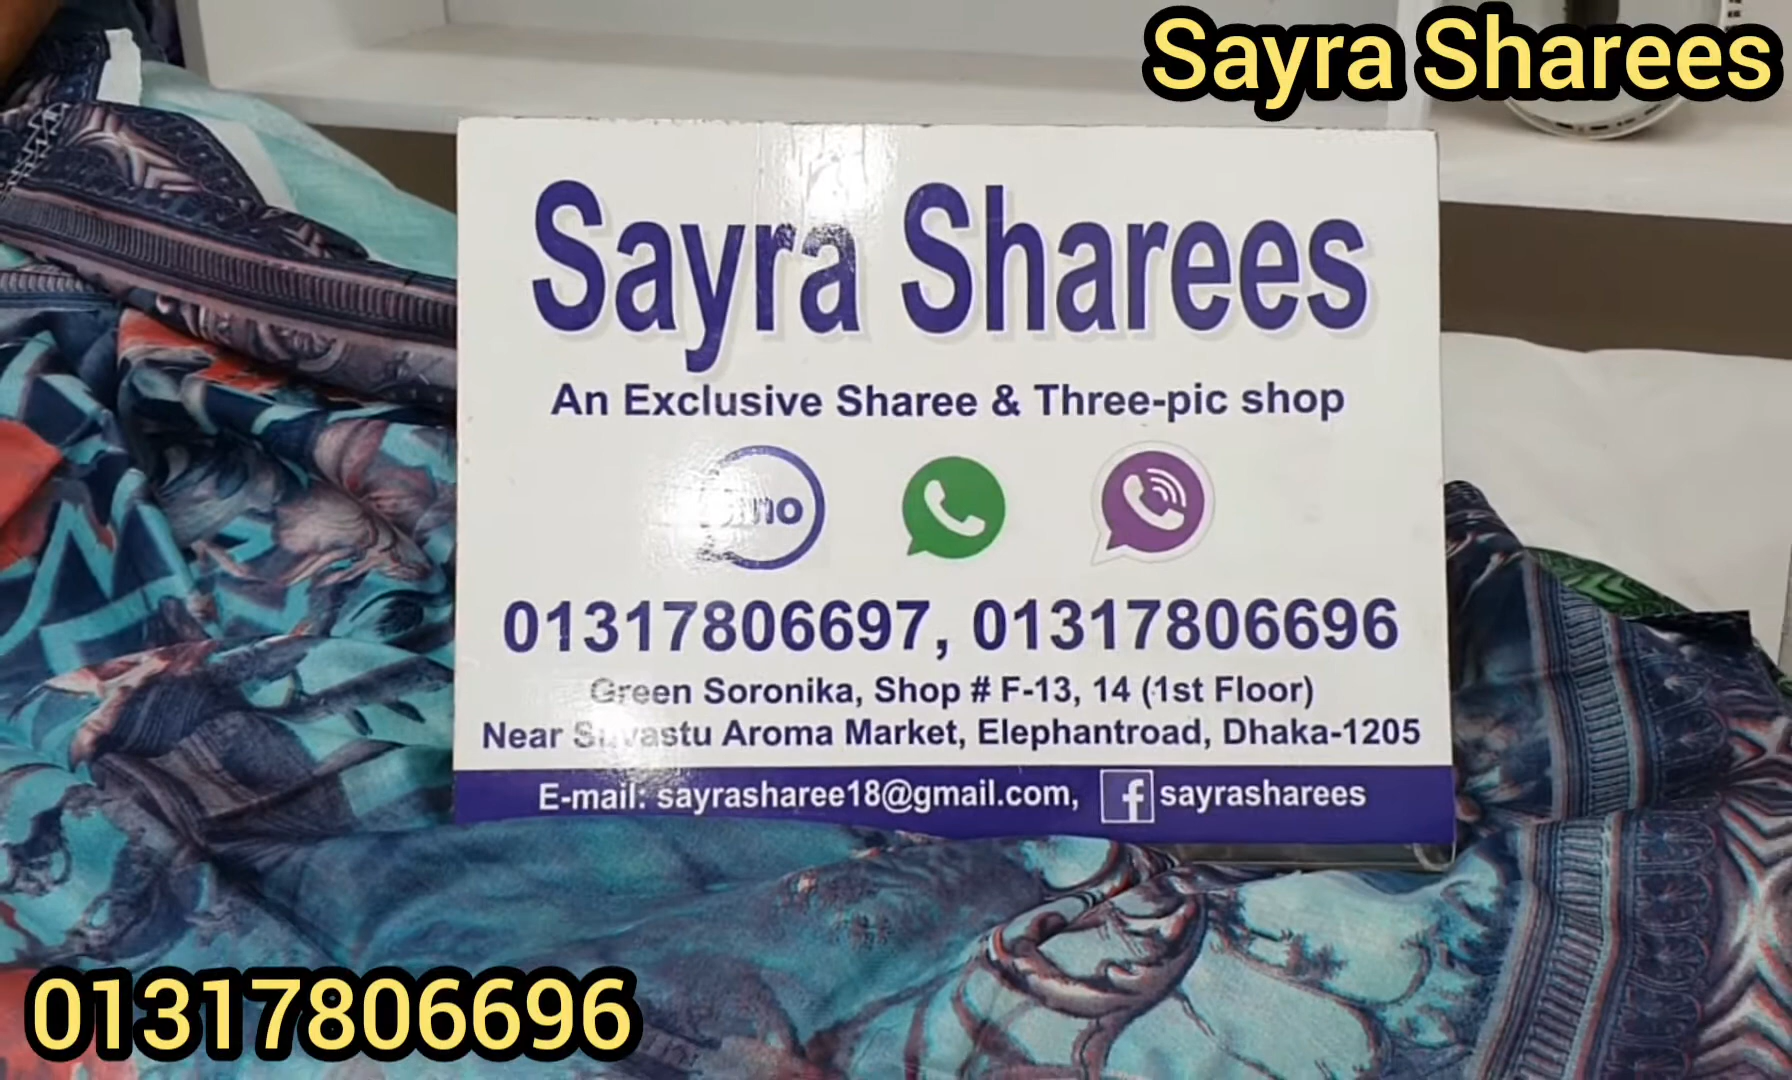 Sayra Sharees
Sayra Sharees
An Exclusive Sharee & Three-pic shop
01317806697, 01317806696
Green Soronika, Shop # F-13, 14 (1st Floor)
Near Suvastu Aroma Market, Elephantroad, Dhaka-1205
E-mail: sayrasharee18@gmail.com, f sayrasharees
01317806696